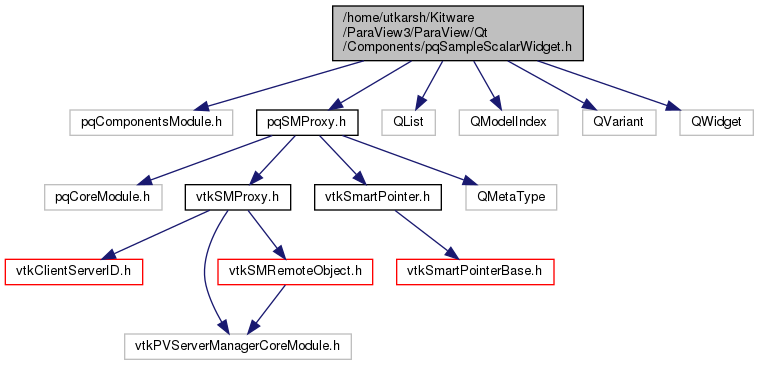 /home/utkarsh/Kitware
/ParaView3/ParaView/Qt
/Components/pqSampleScalarWidget.h
pqComponentsModule.h
pqSMProxy.h
QList
QModelIndex
QVariant
QWidget
pqCoreModule.h
vtkSMProxy.h
vtkSmartPointer.h
QMetaType
vtkClientServerID.h
vtkSMRemoteObject.h
vtkSmartPointerBase.h
vtkPVServerManagerCoreModule.h